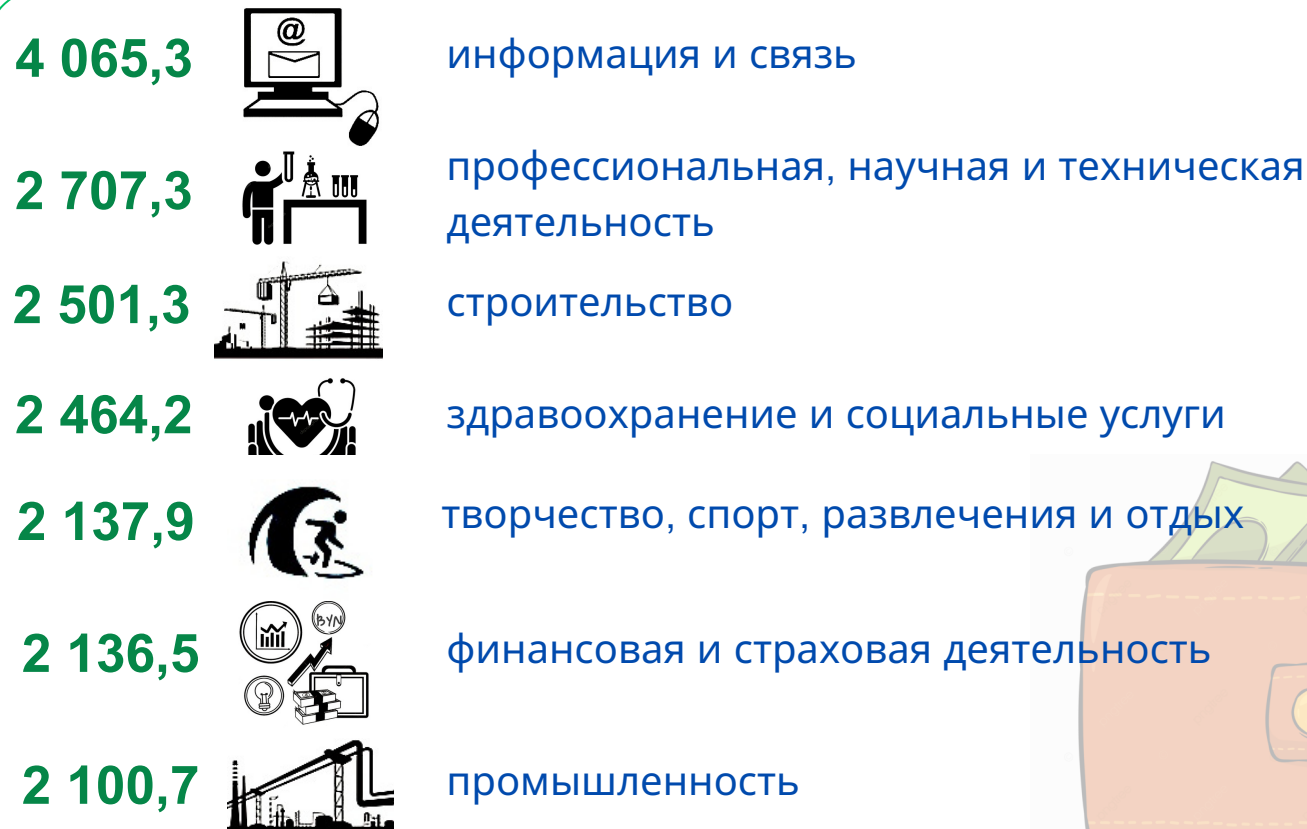 4 065,3 информация и связь
2 707,3 профессиональная, научная и техническая
деятельность
2 501,3 строительство
2 464,2 здравоохранение и социальные услуги
2 137,9 творчество, спорт, развлечения и отдых
BYN
2 136,5 финансовая и страховая деятельность
2 100,7 промышленность